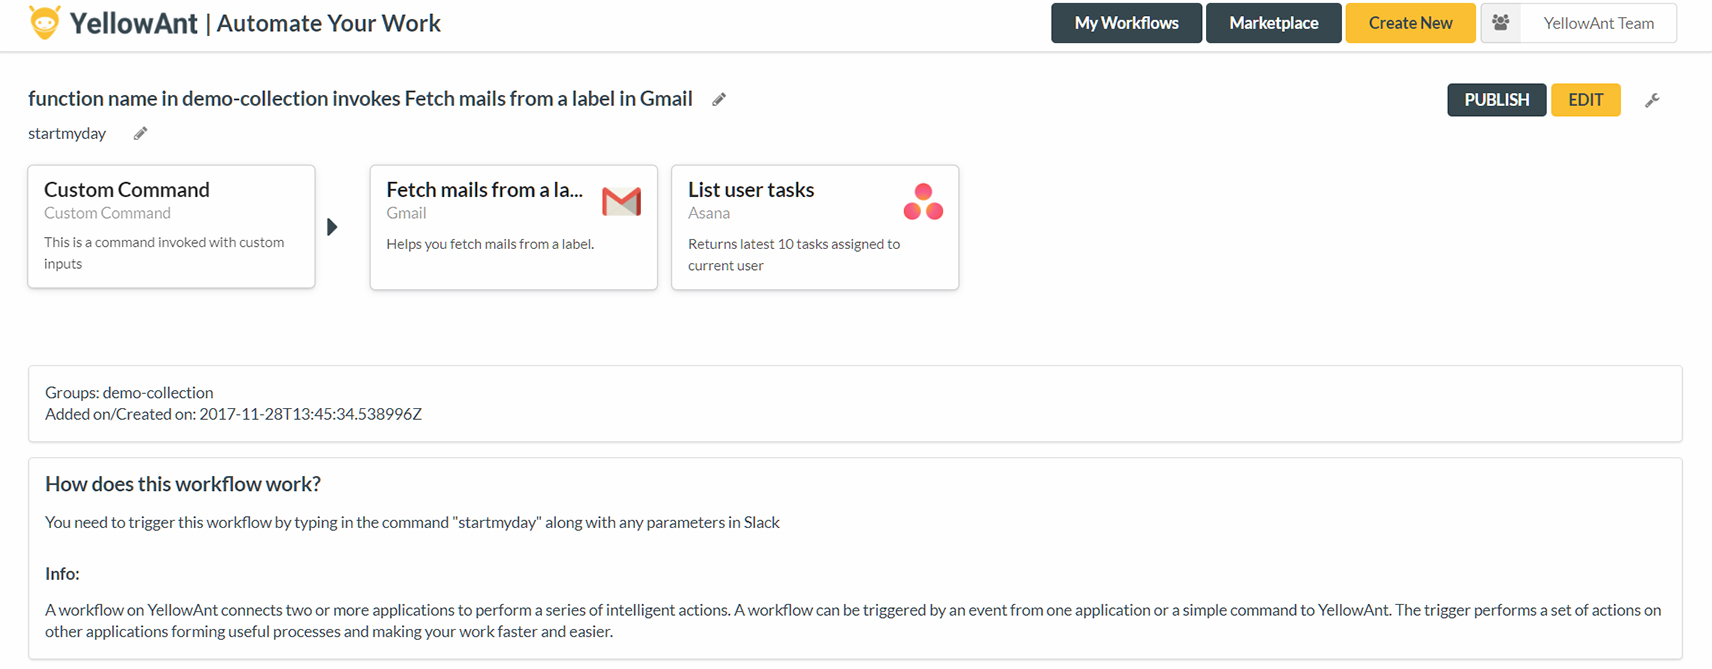 YellowAnt | Automate Your Work
My Workflows
Marketplace
Create New
YellowAnt Team
function name in demo-collection invokes Fetch mails from a label in Gmail
PUBLISH
EDIT
startmyday
Custom Command
Custom Command
This is a command invoked with custom
inputs
Fetch mails from a la...
Gmail
Helps you fetch mails from a label.
List user tasks
Asana
Returns latest 10 tasks assigned to
current user
Groups: demo-collection
Added on/Created on: 2017-11-28T13:45:34.538996Z
How does this workflow work?
You need to trigger this workflow by typing in the command "startmyday" along with any parameters in Slack
Info:
A workflow on YellowAnt connects two or more applications to perform a series of intelligent actions. A workflow can be triggered by an event from one application or a simple command to YellowAnt. The trigger performs a set of actions on
other applications forming useful processes and making your work faster and easier.